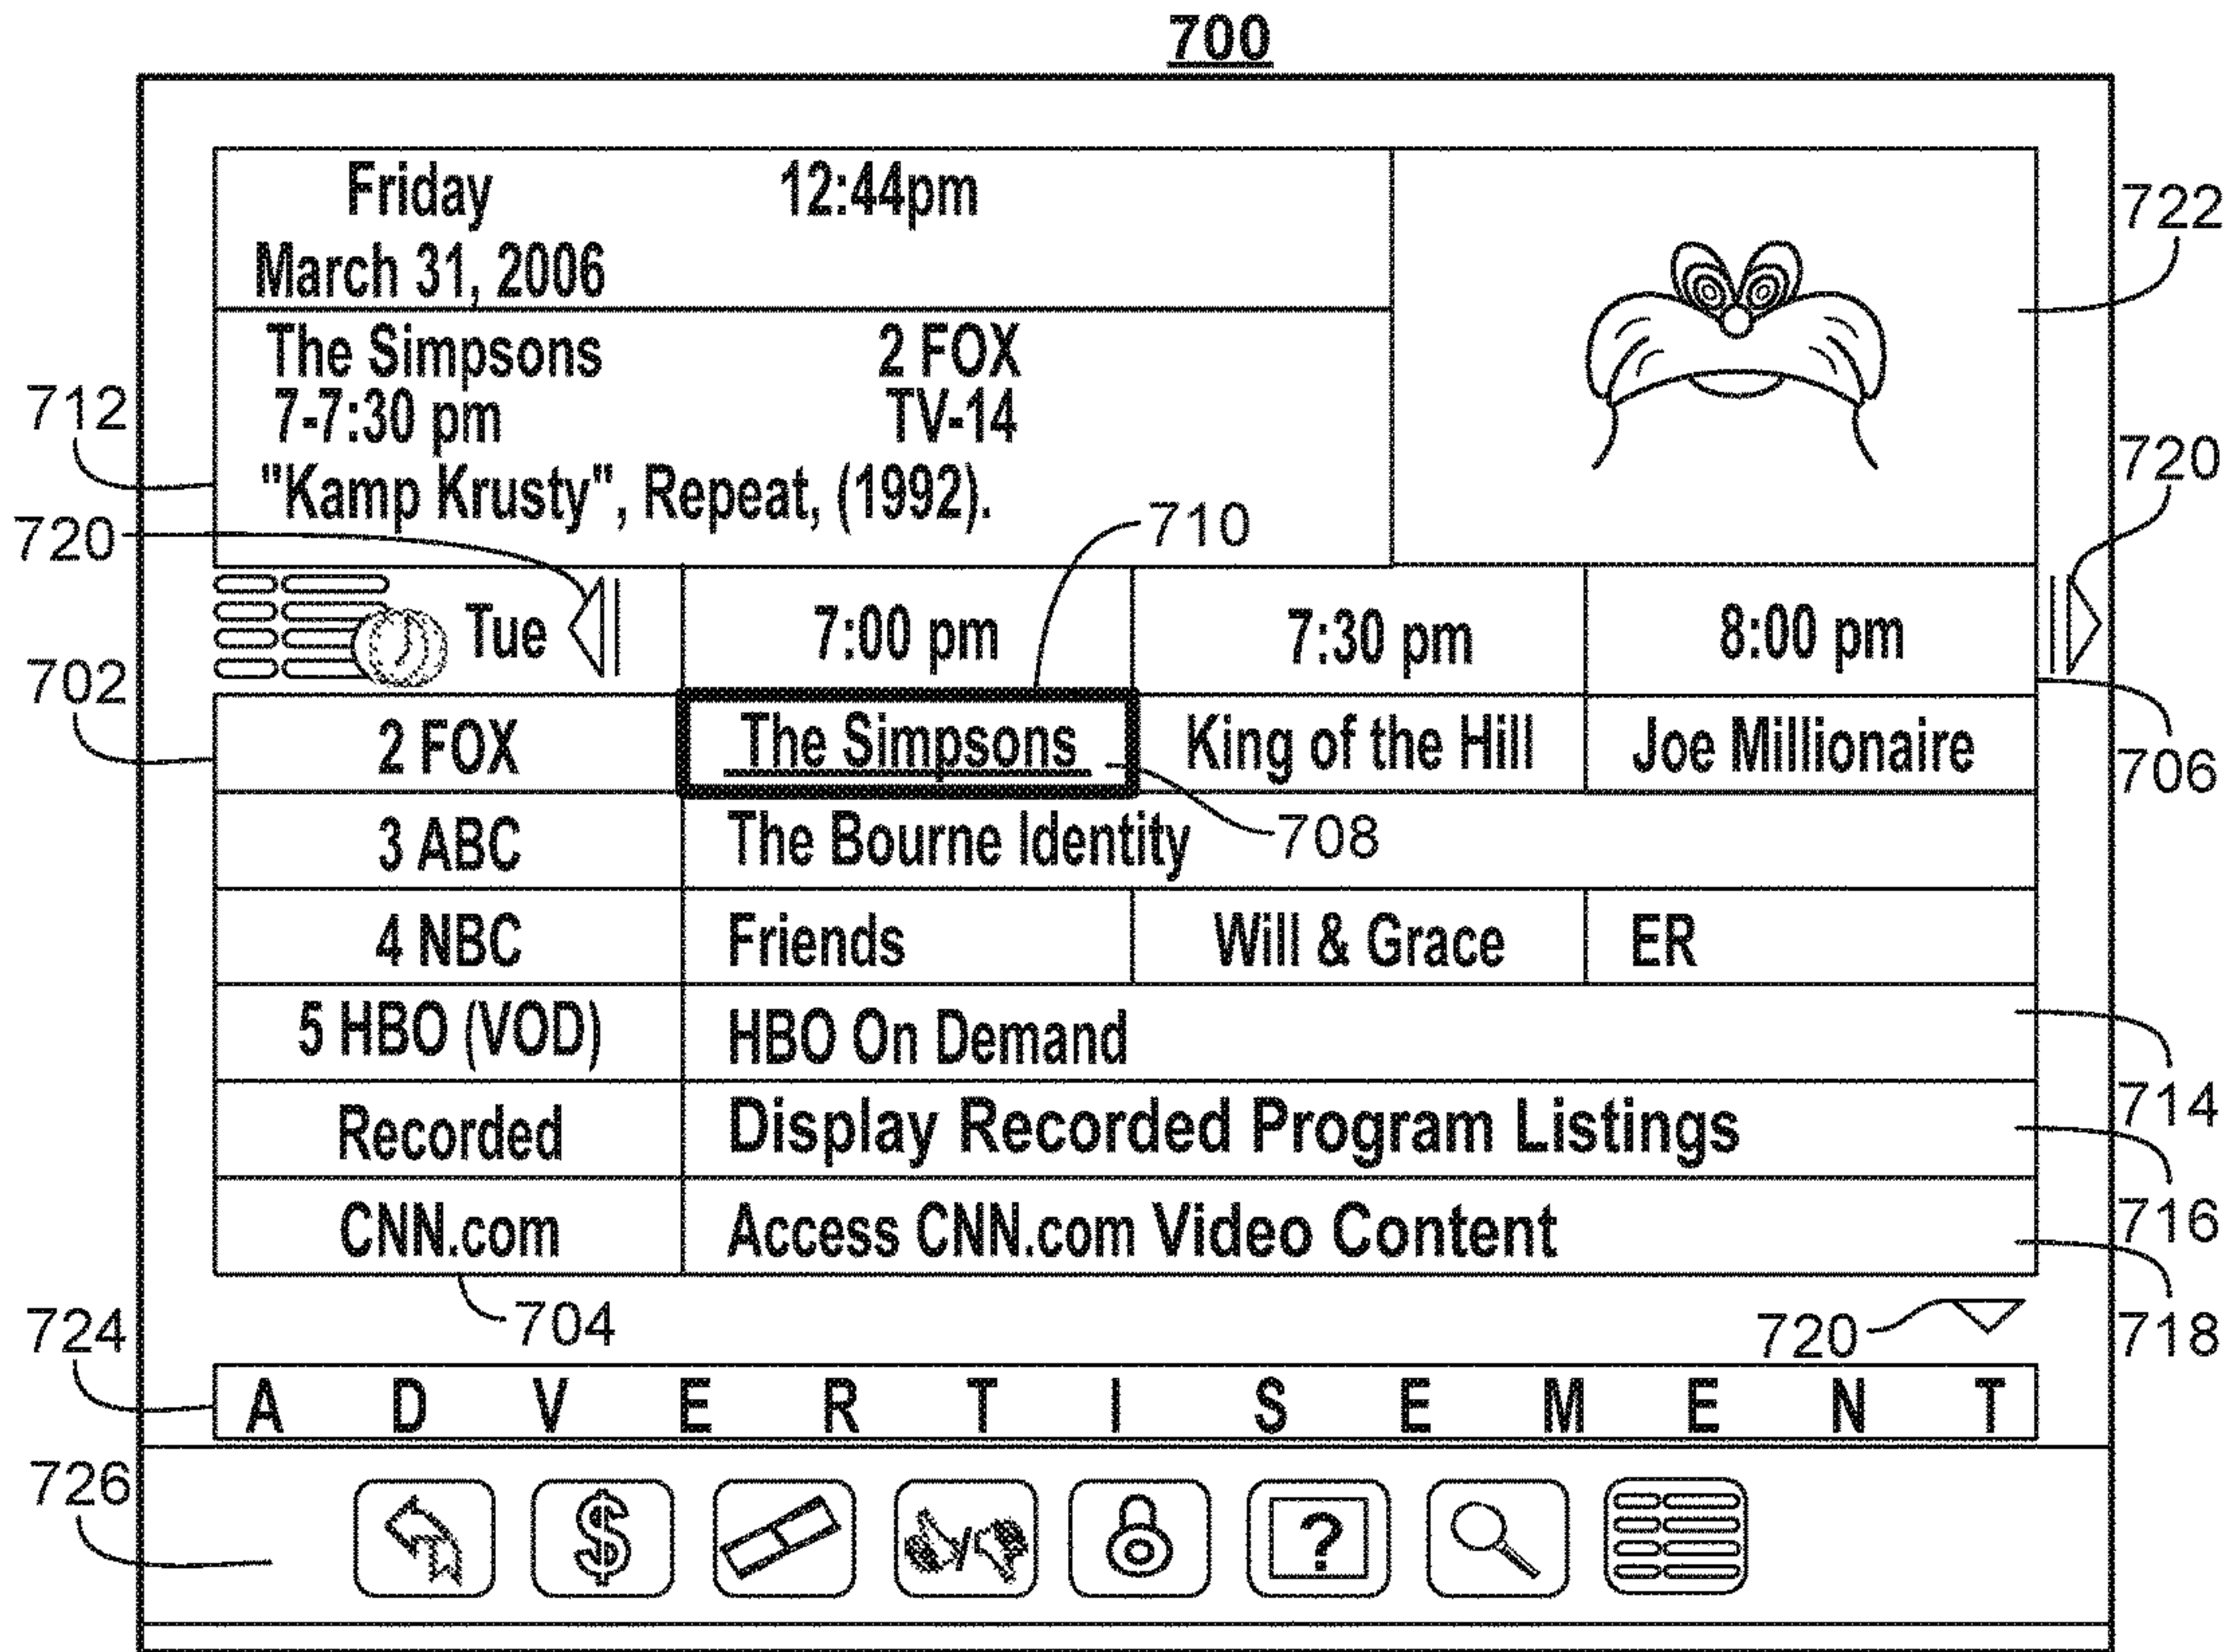 700
Friday 12:44pm
March 31, 2006
722
The Simpsons 2 FOX
712 7-7:30 pm TV-14
720
"Kamp Krusty", Repeat, (1992).
720 710
Tue 7:00 pm 7:30 pm 8:00 pm
702
2 FOX The Simpsons King of the Hill Joe Millionaire
706
3 ABC The Bourne Identity 708
4 NBC Friends Will & Grace ER
5 HBO (VOD) HBO On Demand
714
Recorded Display Recorded Program Listings
716
CNN.com Access CNN.com Video Content
724 704 720 718
A D V E R T I S E M E N T
726
$ / ?